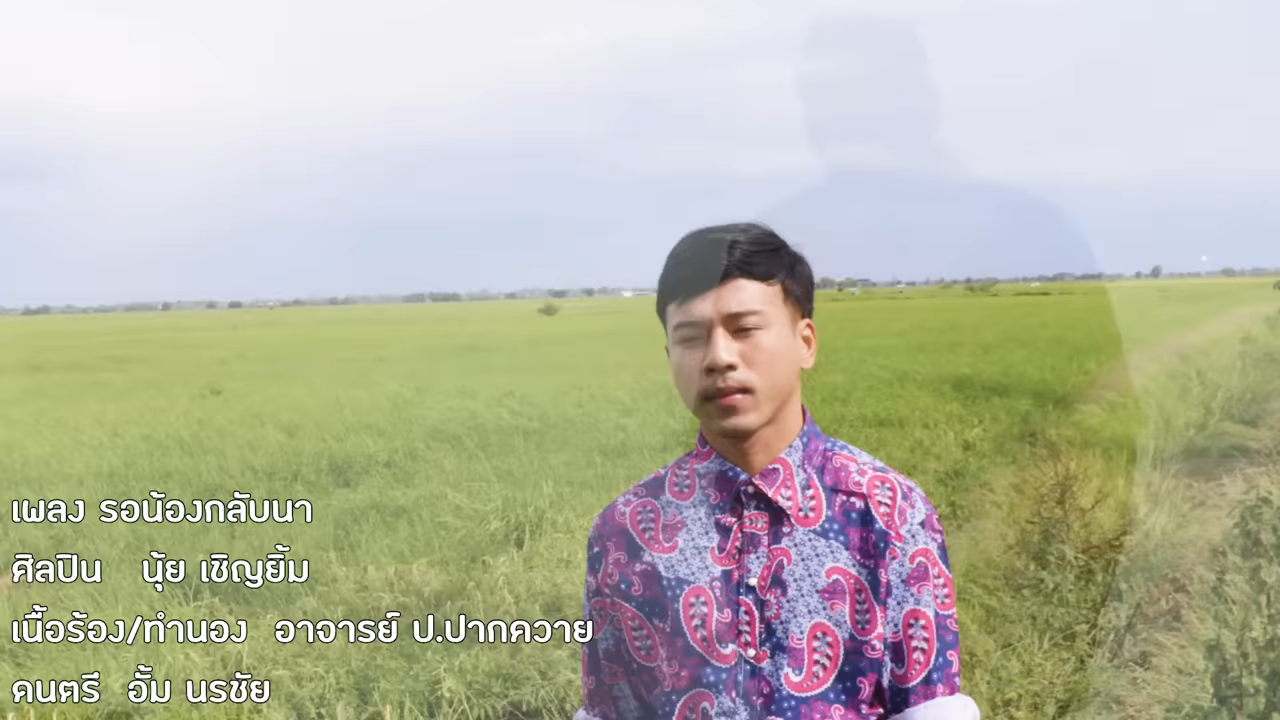 เพลง รอน้องกลับนา
ศิลปิน นุ้ย เชิญยิ้ม
เนื้อร้อง/ทำนอง อาจารย์ ป.ปากควาย
ดนตรี อั้ม นรชัย